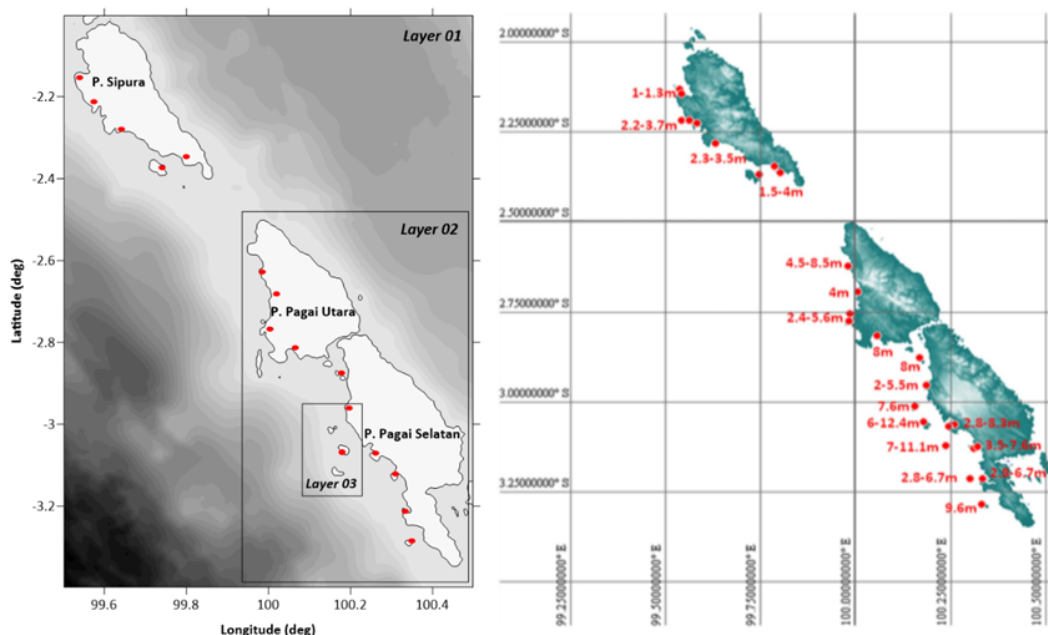 Layer 01
P. Sipura
-2.2
-2.4
Layer 02
-2.6
P. Pagai Utara
-2.8
-3
P. Pagai Selatan
Layer 03
-3.2
99.6 99.8 100 100.2 100.4
Latitude (deg)
Longitude (deg)
2.00000000° S
1-1.3m
2.2-3.7m
2.25000000° S
2.3-3.5m
1.5-4m
2.50000000° S
4.5-8.5m
4m
2.75000000° S
2.4-5.6m
8m
8m
2-5.5m
3.00000000° S
7.6m
6-12.4m
2.8-8.3m
7-11.1m
3.5-7.6m
2.8-6.7m
3.25000000° S
9.6m
99.25000000° E
99.50000000° E
99.75000000° E
100.00000000° E
100.25000000° E
100.50000000° E